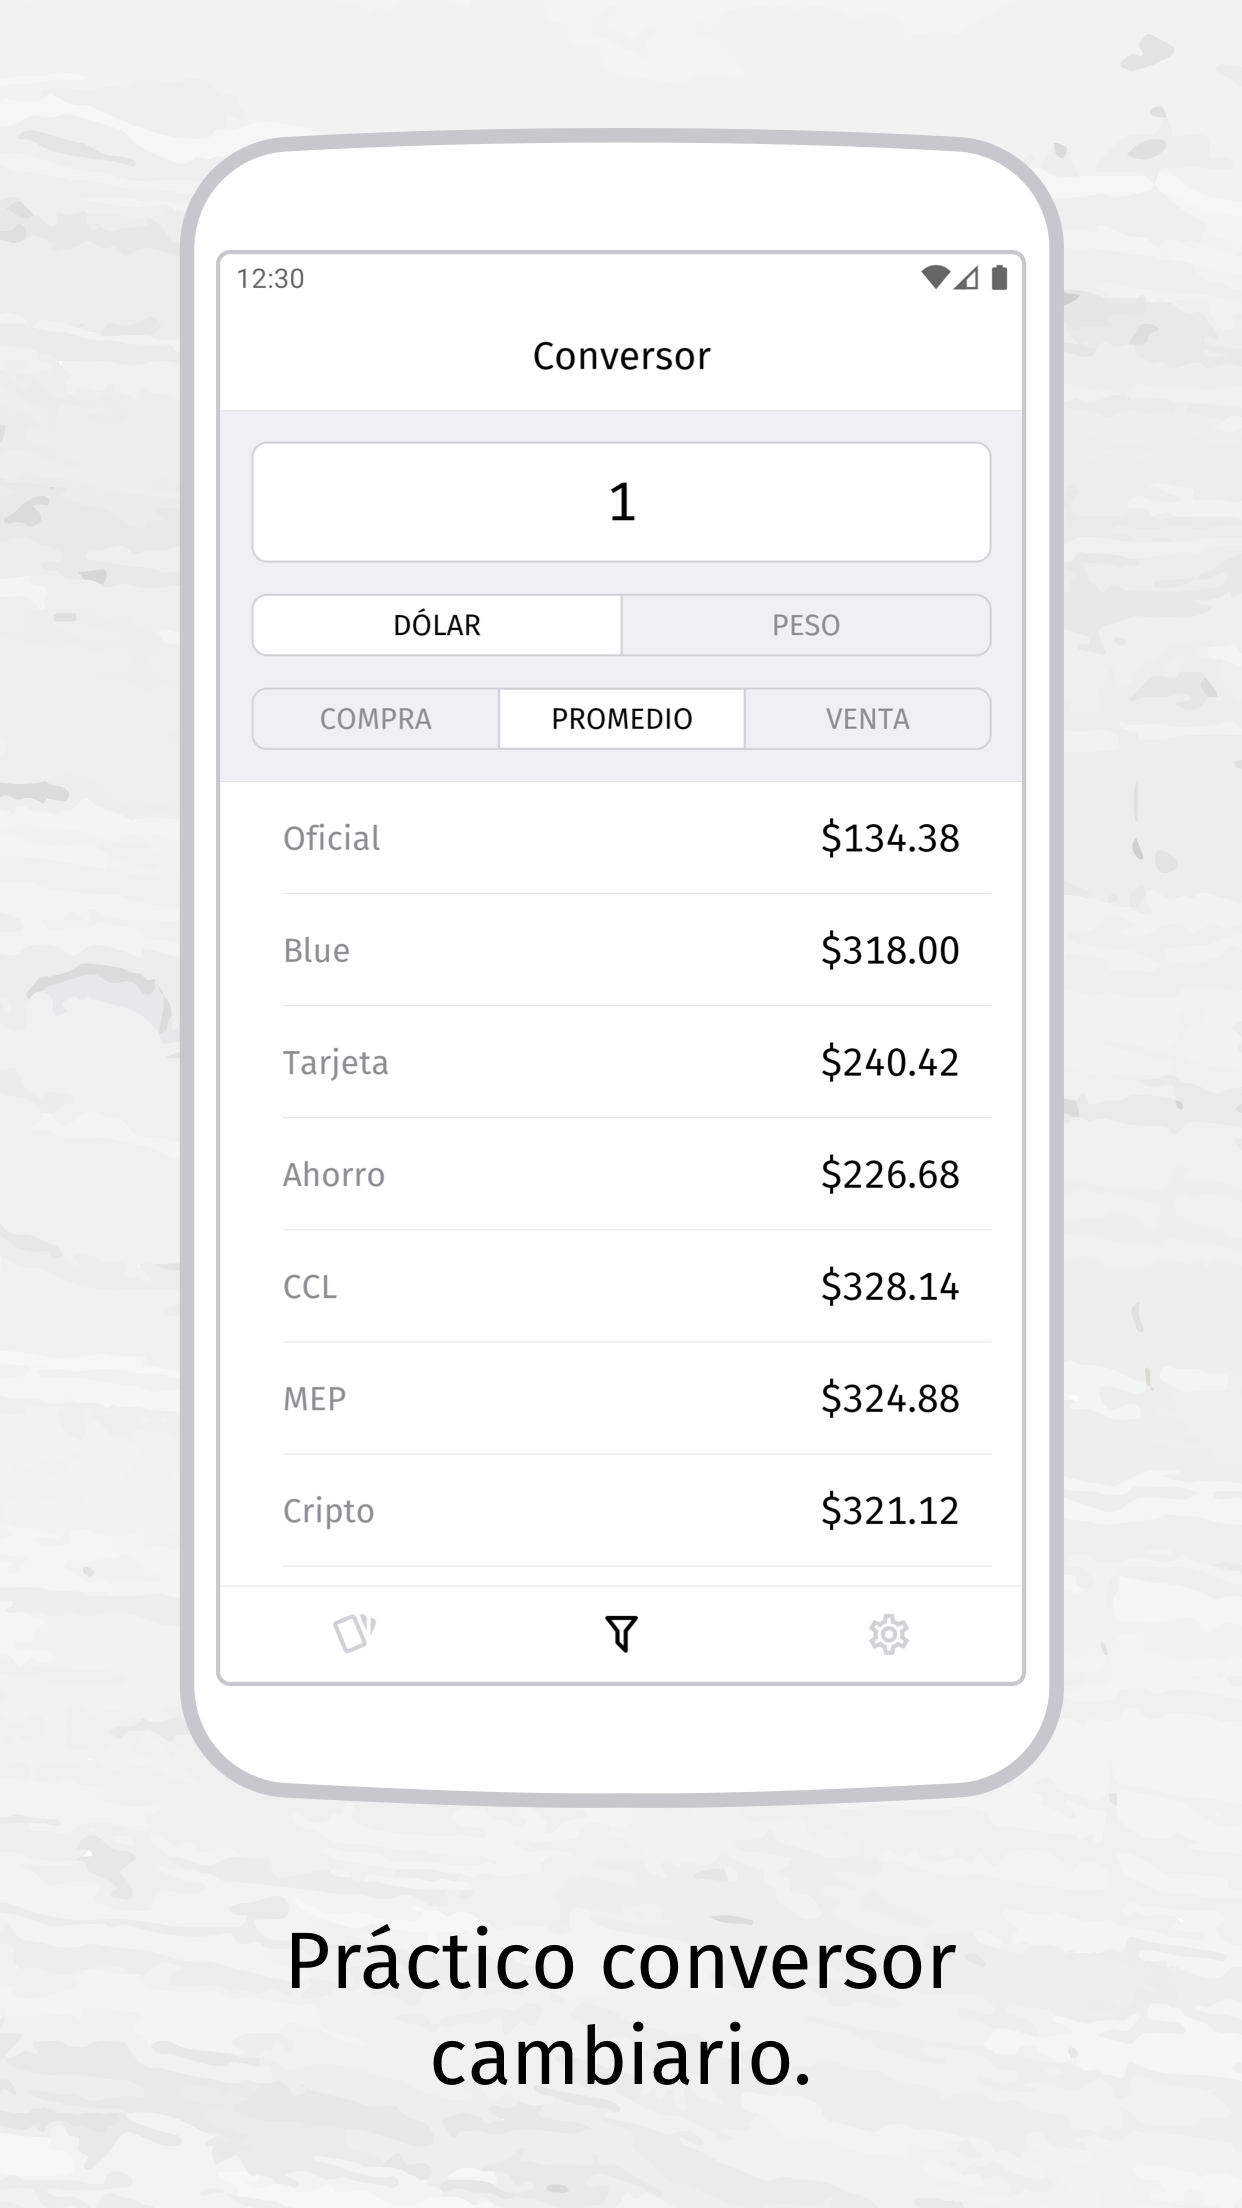 12:30
Conversor
1
DÓLAR PESO
COMPRA PROMEDIO VENTA
Oficial $134.38
Blue $318.00
Tarjeta $240.42
Ahorro $226.68
CCL $328.14
MEP $324.88
Cripto $321.12
Práctico conversor
cambiario.